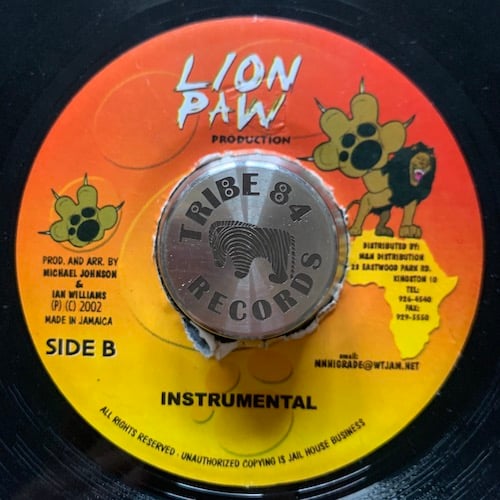 LION
PAW
PRODUCTION
TRIBE 84
RECORDS
PROD. AND ARR. BY
MICHAEL JOHNSON
&
IAN WILLIAMS
(P) (C) 2002
MADE IN JAMAICA
SIDE B
DISTRIBUTED BY:
M&N DISTRIBUTION
25 EASTWOOD PARK RD.
KINGSTON 10
TEL:
926-4540
FAX:
929-5550
email:
MNHIGRADE@WTJAM.NET
INSTRUMENTAL
ALL RIGHTS RESERVED · UNAUTHORIZED COPYING IS JAIL HOUSE BUSINESS